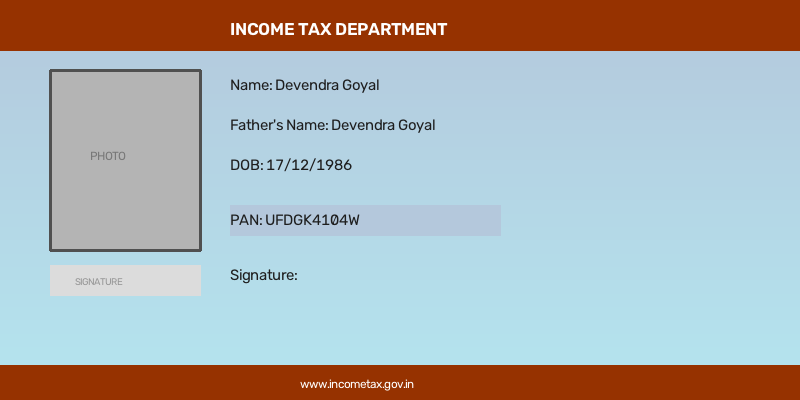 INCOME TAX DEPARTMENT
Name: Devendra Goyal
Father's Name: Devendra Goyal
DOB: 17/12/1986
PHOTO
PAN: UFDGK4104W
Signature:
SIGNATURE
www.incometax.gov.in